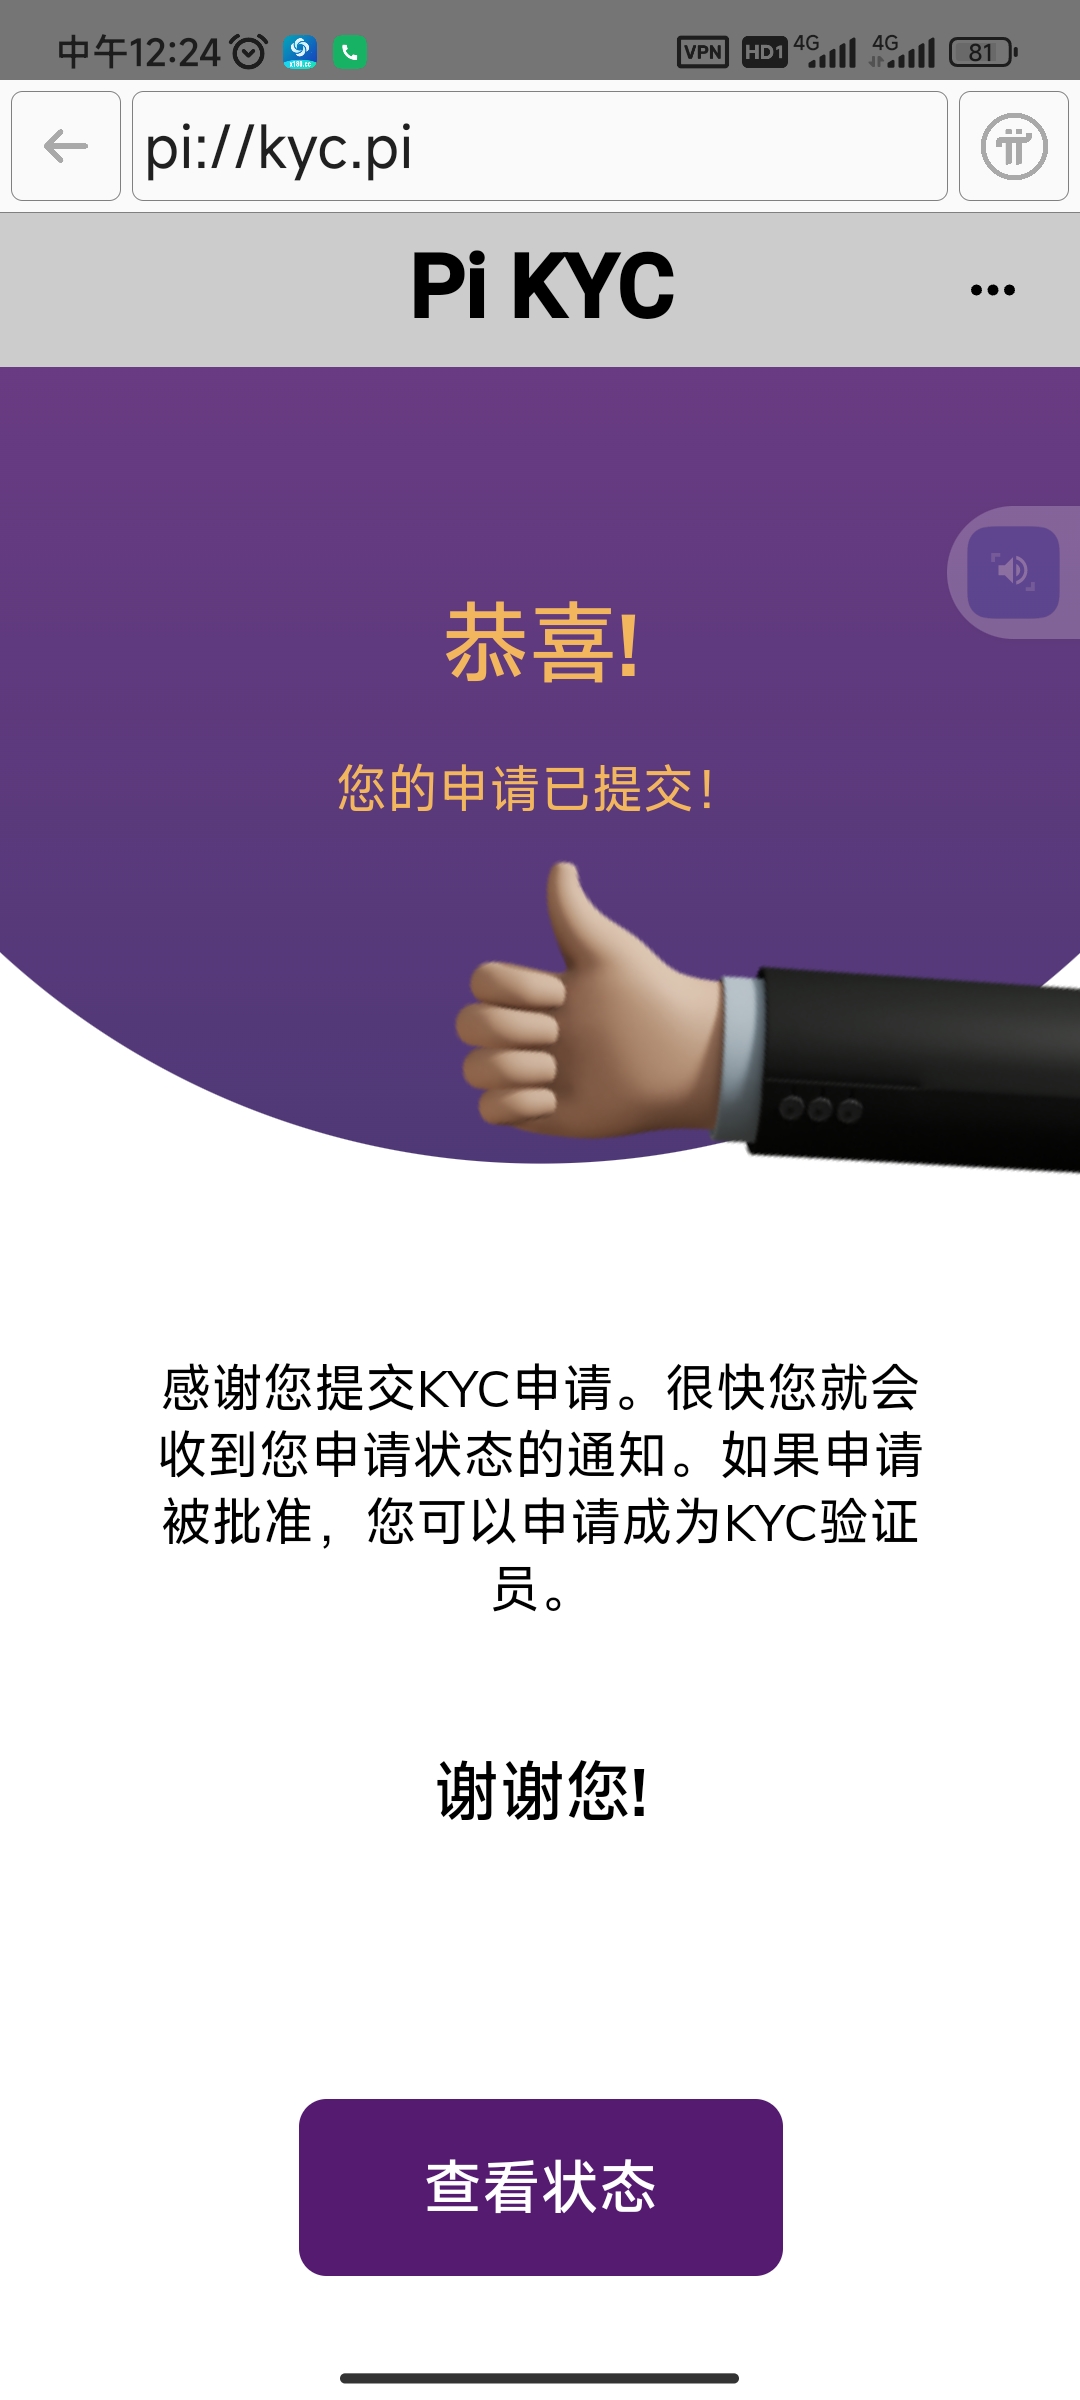 中午12:24
VPN HD1 4G 4G 81
pi://kyc.pi
Pi KYC
恭喜!
您的申请已提交！
感谢您提交KYC申请。很快您就会
收到您申请状态的通知。如果申请
被批准，您可以申请成为KYC验证
员。
谢谢您!
查看状态